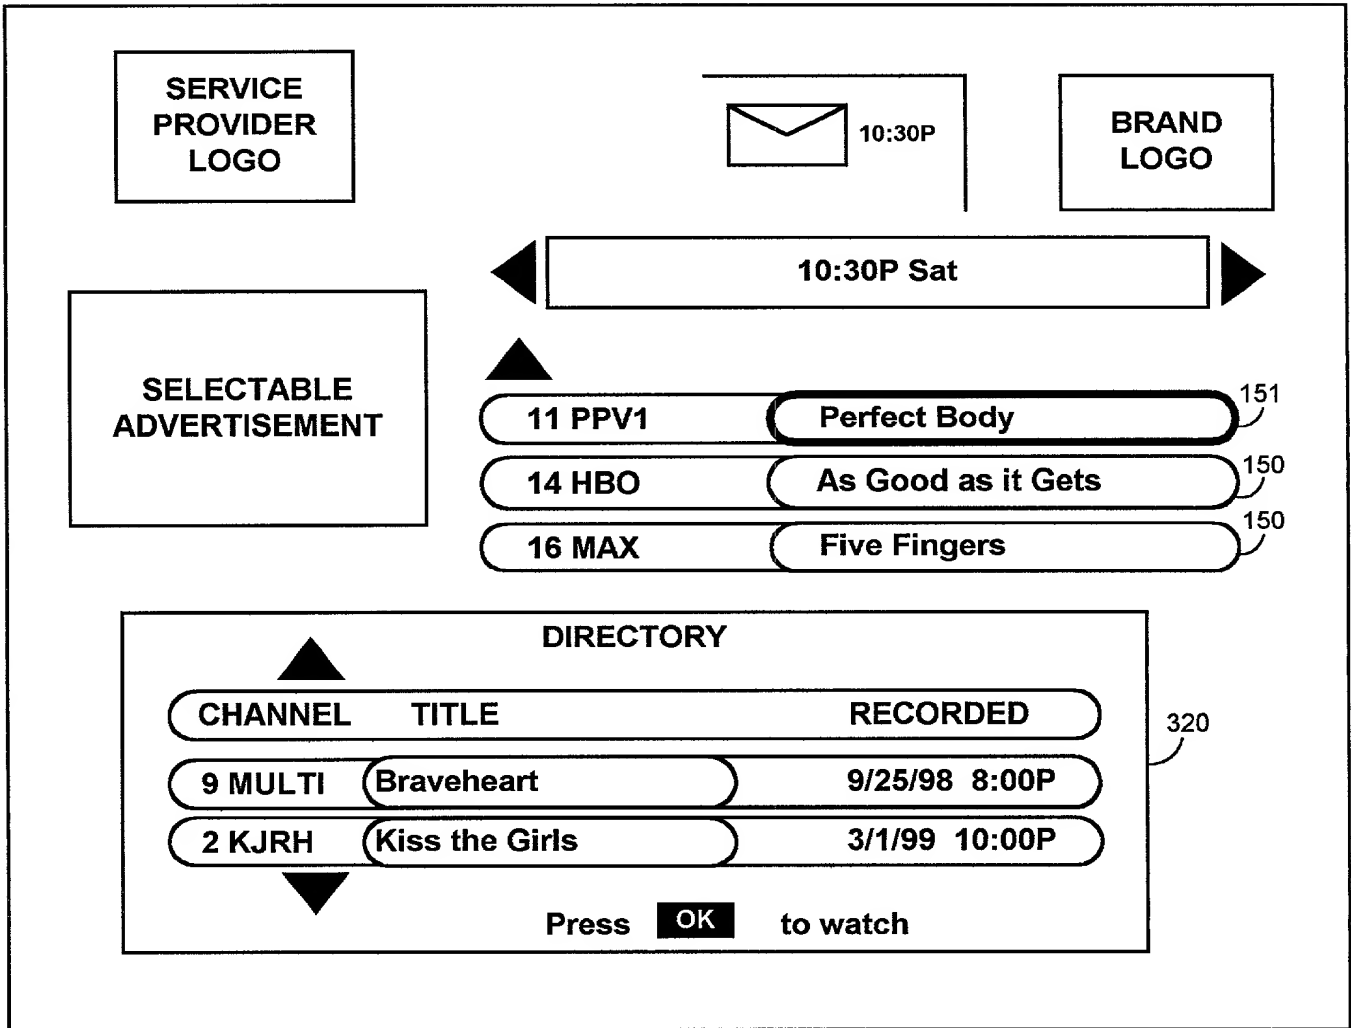 SERVICE
PROVIDER
LOGO
10:30P
BRAND
LOGO
10:30P Sat
SELECTABLE
ADVERTISEMENT
11 PPV1 Perfect Body 151
14 HBO As Good as it Gets 150
16 MAX Five Fingers 150
DIRECTORY
CHANNEL TITLE RECORDED
320
9 MULTI Braveheart 9/25/98 8:00P
2 KJRH Kiss the Girls 3/1/99 10:00P
Press OK to watch